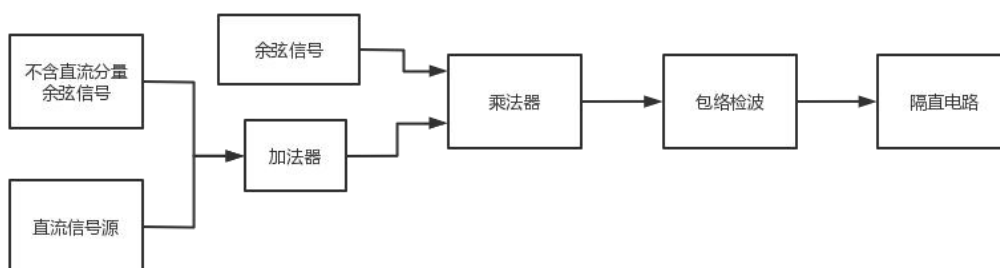 不含直流分量
余弦信号
余弦信号
乘法器
包络检波
隔直电路
加法器
直流信号源